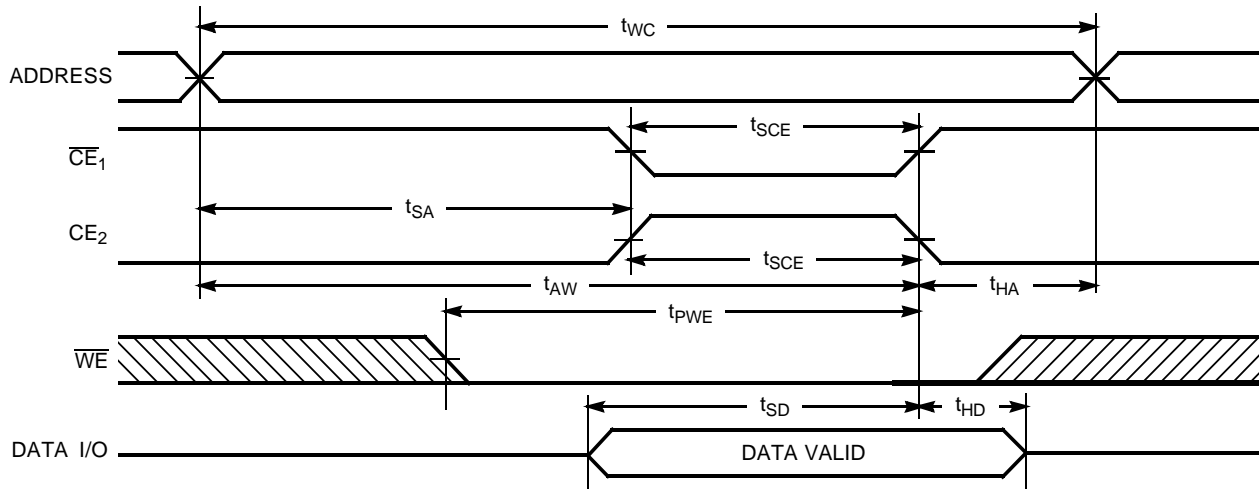 tWC
ADDRESS
tSCE
CE1
tSA
CE2
tSCE
tAW
tHA
tPWE
WE
tSD
tHD
DATA I/O
DATA VALID